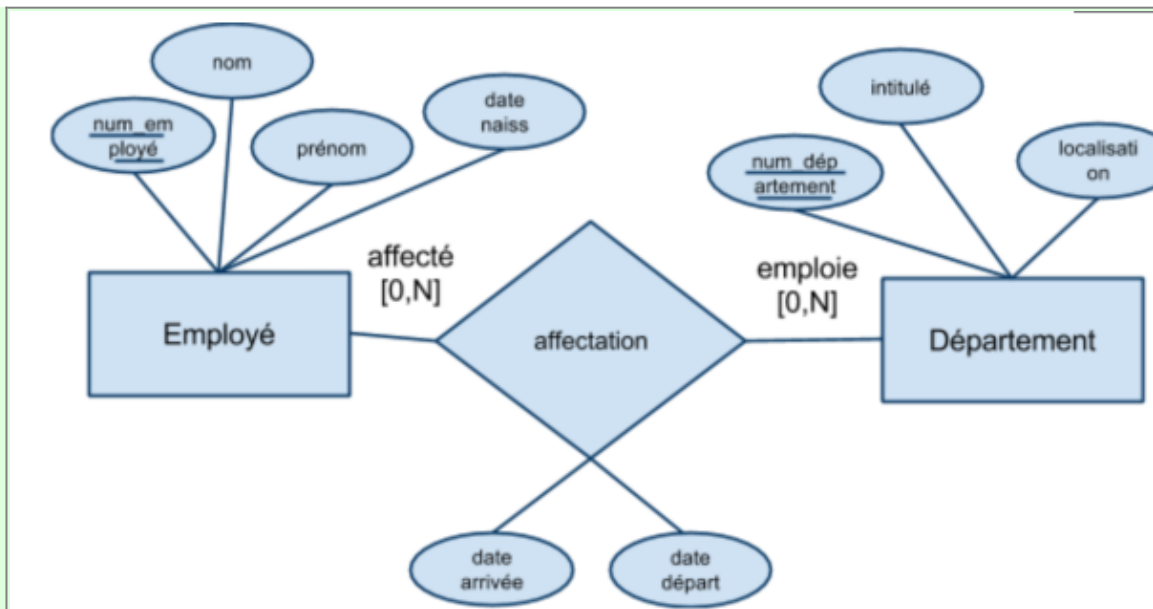 nom
num_em
ployé
prénom
date
naiss
intitulé
num_dép
artement
localisati
on
affecté
[0,N]
emploie
[0,N]
Employé
affectation
Département
date
arrivée
date
départ